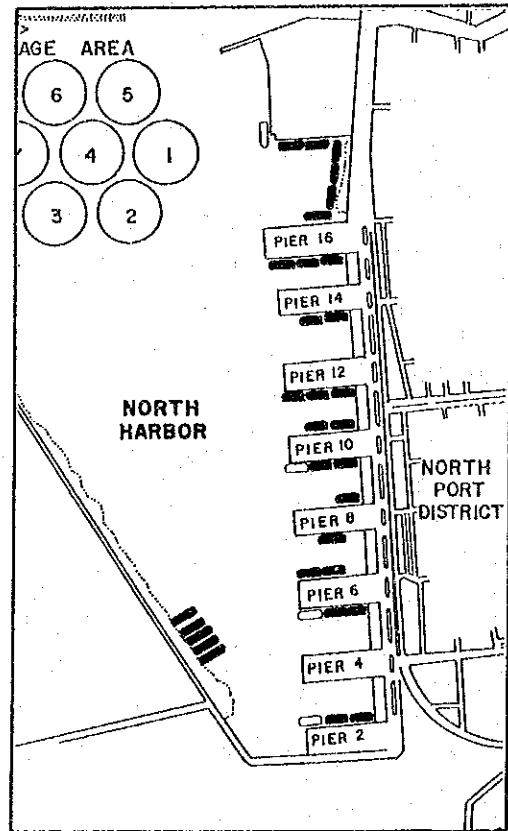 AGE AREA
6
5
4
1
3
2
PIER 16
PIER 14
PIER 12
NORTH
HARBOR
PIER 10
NORTH
PORT
DISTRICT
PIER 8
PIER 6
PIER 4
PIER 2